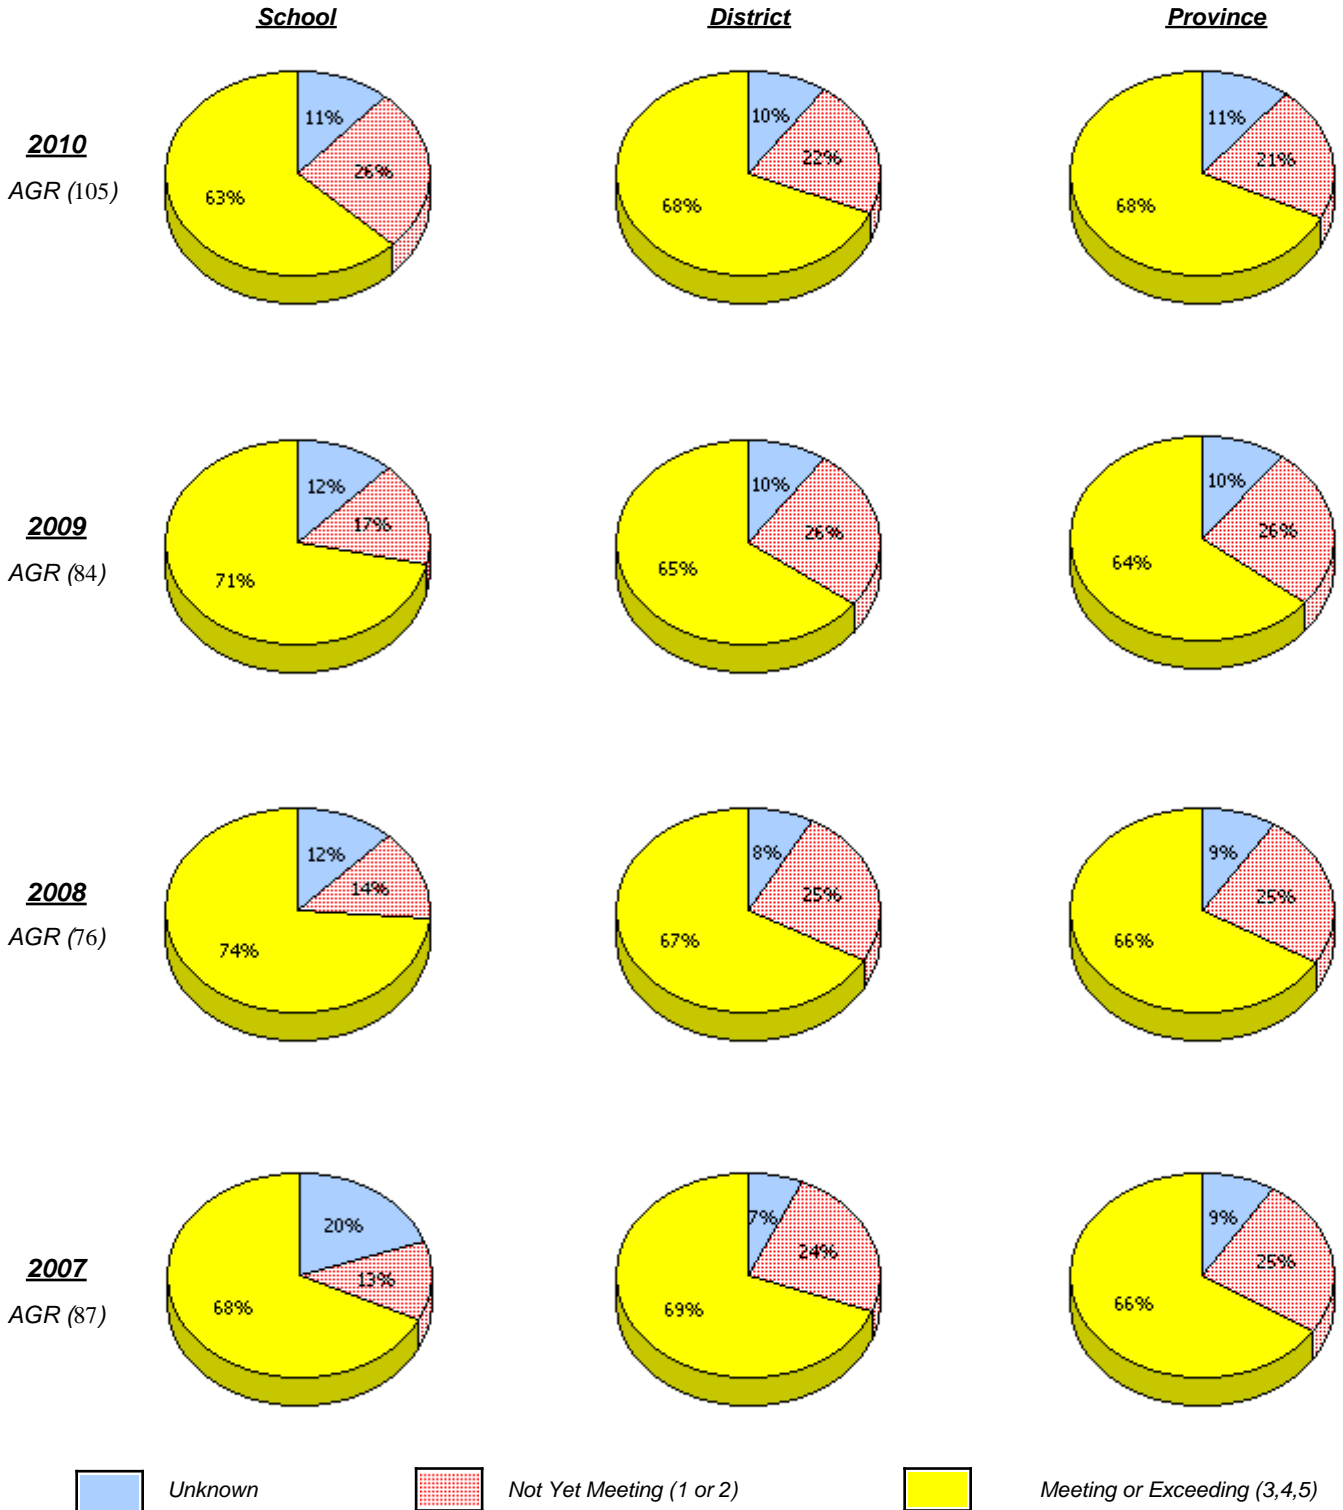 School District Province
2010
AGR (105)
11% 26% 63%
10% 22% 68%
11% 21% 68%
2009
AGR (84)
12% 17% 71%
10% 26% 65%
10% 26% 64%
2008
AGR (76)
12% 14% 74%
8% 25% 67%
9% 25% 66%
2007
AGR (87)
20% 13% 68%
7% 24% 69%
9% 25% 66%
Unknown Not Yet Meeting (1 or 2) Meeting or Exceeding (3,4,5)